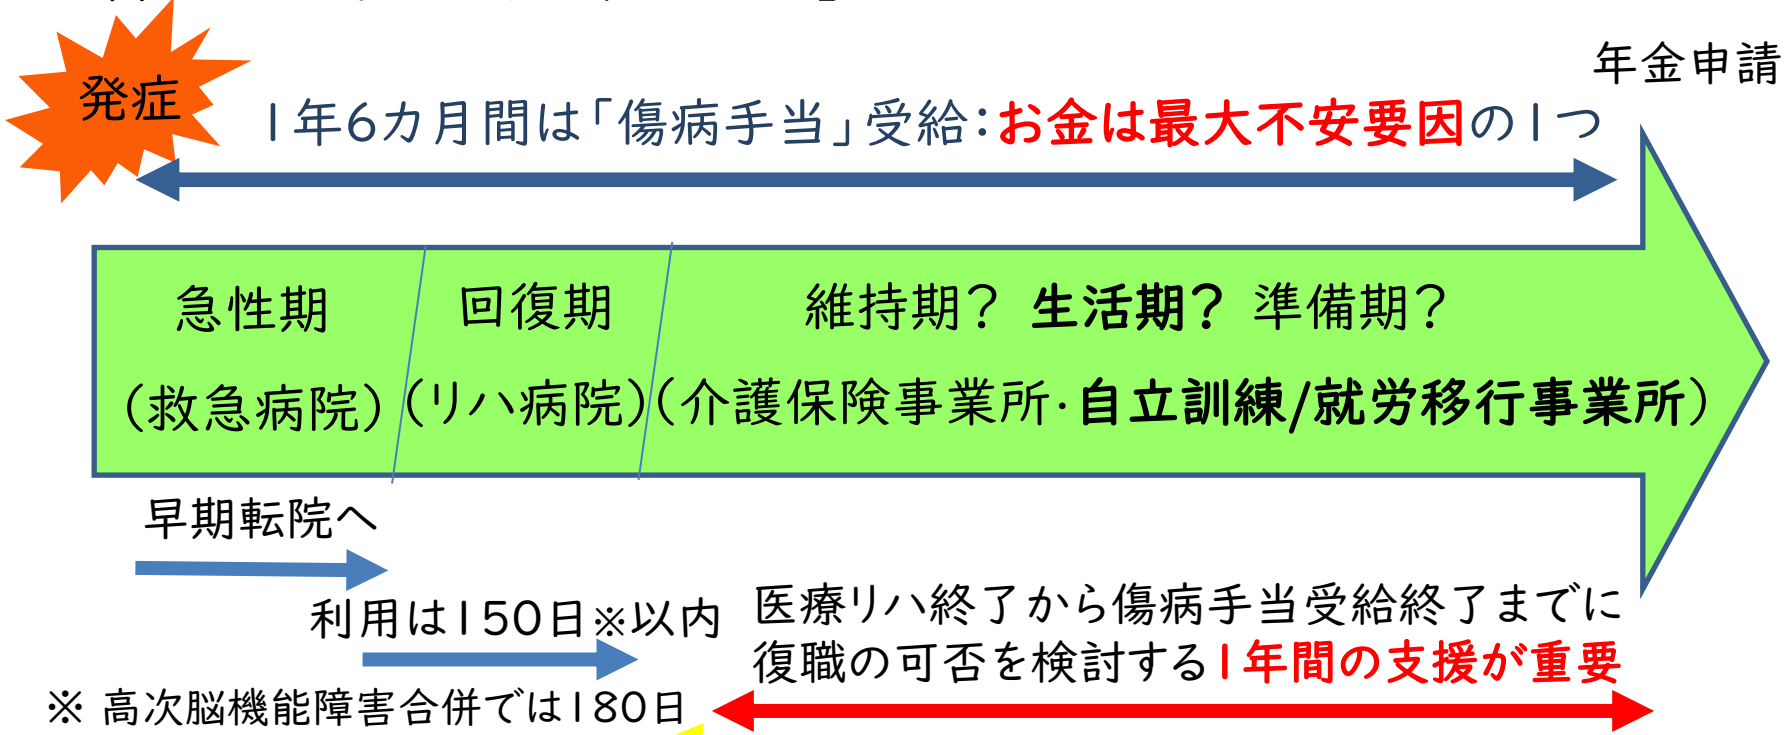 年金申請
発症
1年6カ月間は「傷病手当」受給:お金は最大不安要因の1つ
急性期
回復期
維持期? 生活期? 準備期?
(救急病院)
(リハ病院)
(介護保険事業所・自立訓練/就労移行事業所)
早期転院へ
利用は150日※以内
医療リハ終了から傷病手当受給終了までに
復職の可否を検討する1年間の支援が重要
※ 高次脳機能障害合併では180日